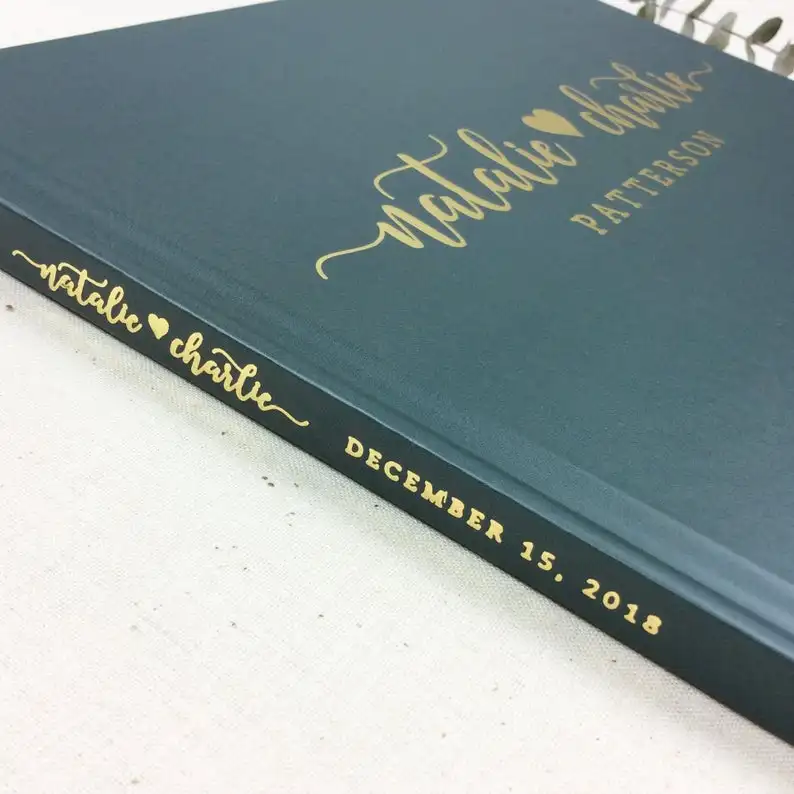 natalie ♥ charlie
PATTERSON
natalie ♥ charlie DECEMBER 15, 2018